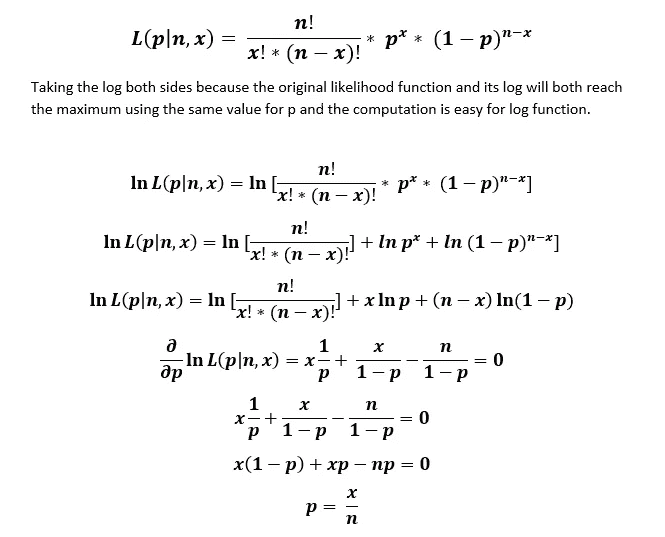 L(p|n, x) = n! / x! * (n − x)! * pˣ * (1 − p)ⁿ⁻ˣ
Taking the log both sides because the original likelihood function and its log will both reach
the maximum using the same value for p and the computation is easy for log function.
ln L(p|n, x) = ln [n! / x! * (n − x)! * pˣ * (1 − p)ⁿ⁻ˣ]
ln L(p|n, x) = ln [n! / x! * (n − x)!] + ln pˣ + ln (1 − p)ⁿ⁻ˣ]
ln L(p|n, x) = ln [n! / x! * (n − x)!] + x ln p + (n − x) ln(1 − p)
∂/∂p ln L(p|n, x) = x 1/p + x/1 − p − n/1 − p = 0
x 1/p + x/1 − p − n/1 − p = 0
x(1 − p) + xp − np = 0
p = x/n